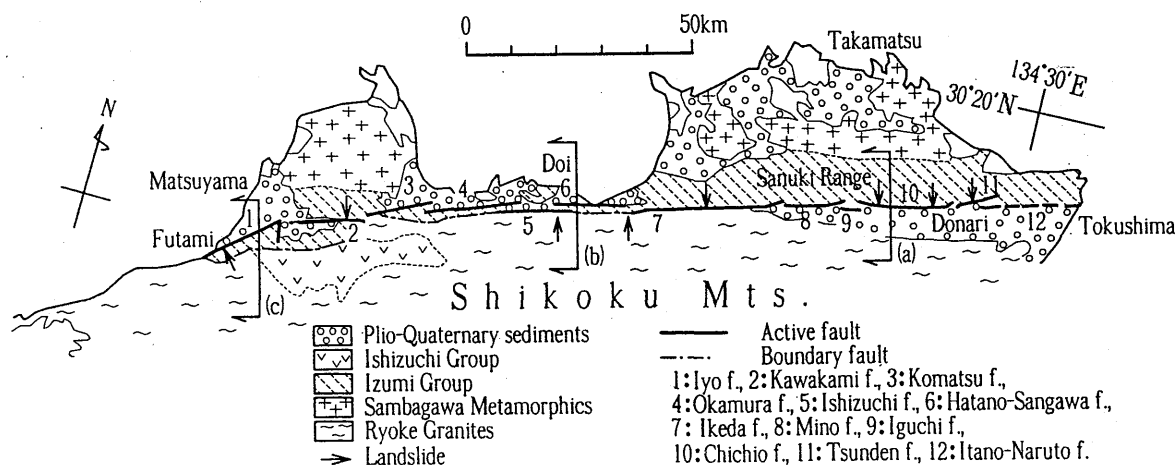 0 50km
Takamatsu
134°30'E
30°20'N
N
Doi
Matsuyama
3 4 6
Sanuki Range
10 11
1
Futami
2 5 7 8 9 Donari 12 Tokushima
(b) (a)
(c)
Shikoku Mts.
Plio-Quaternary sediments
Ishizuchi Group
Izumi Group
Sambagawa Metamorphics
Ryoke Granites
Landslide
Active fault
Boundary fault
1: Iyo f., 2: Kawakami f., 3: Komatsu f.,
4: Okamura f., 5: Ishizuchi f., 6: Hatano-Sangawa f.,
7: Ikeda f., 8: Mino f., 9: Iguchi f.,
10: Chichio f., 11: Tsunden f., 12: Itano-Naruto f.